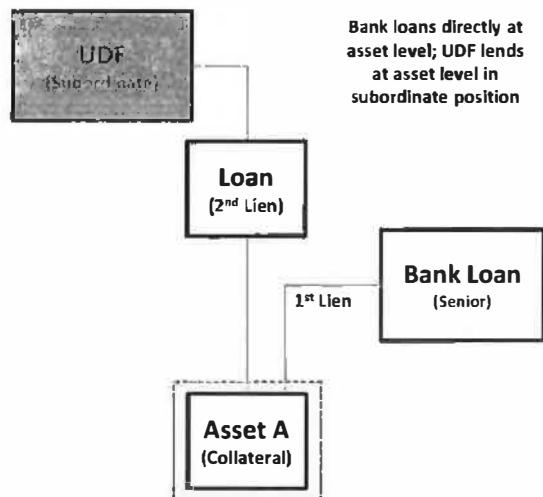 UDF
(Subordinate)
Bank loans directly at
asset level; UDF lends
at asset level in
subordinate position
Loan
(2nd Lien)
Bank Loan
(Senior)
1st Lien
Asset A
(Collateral)